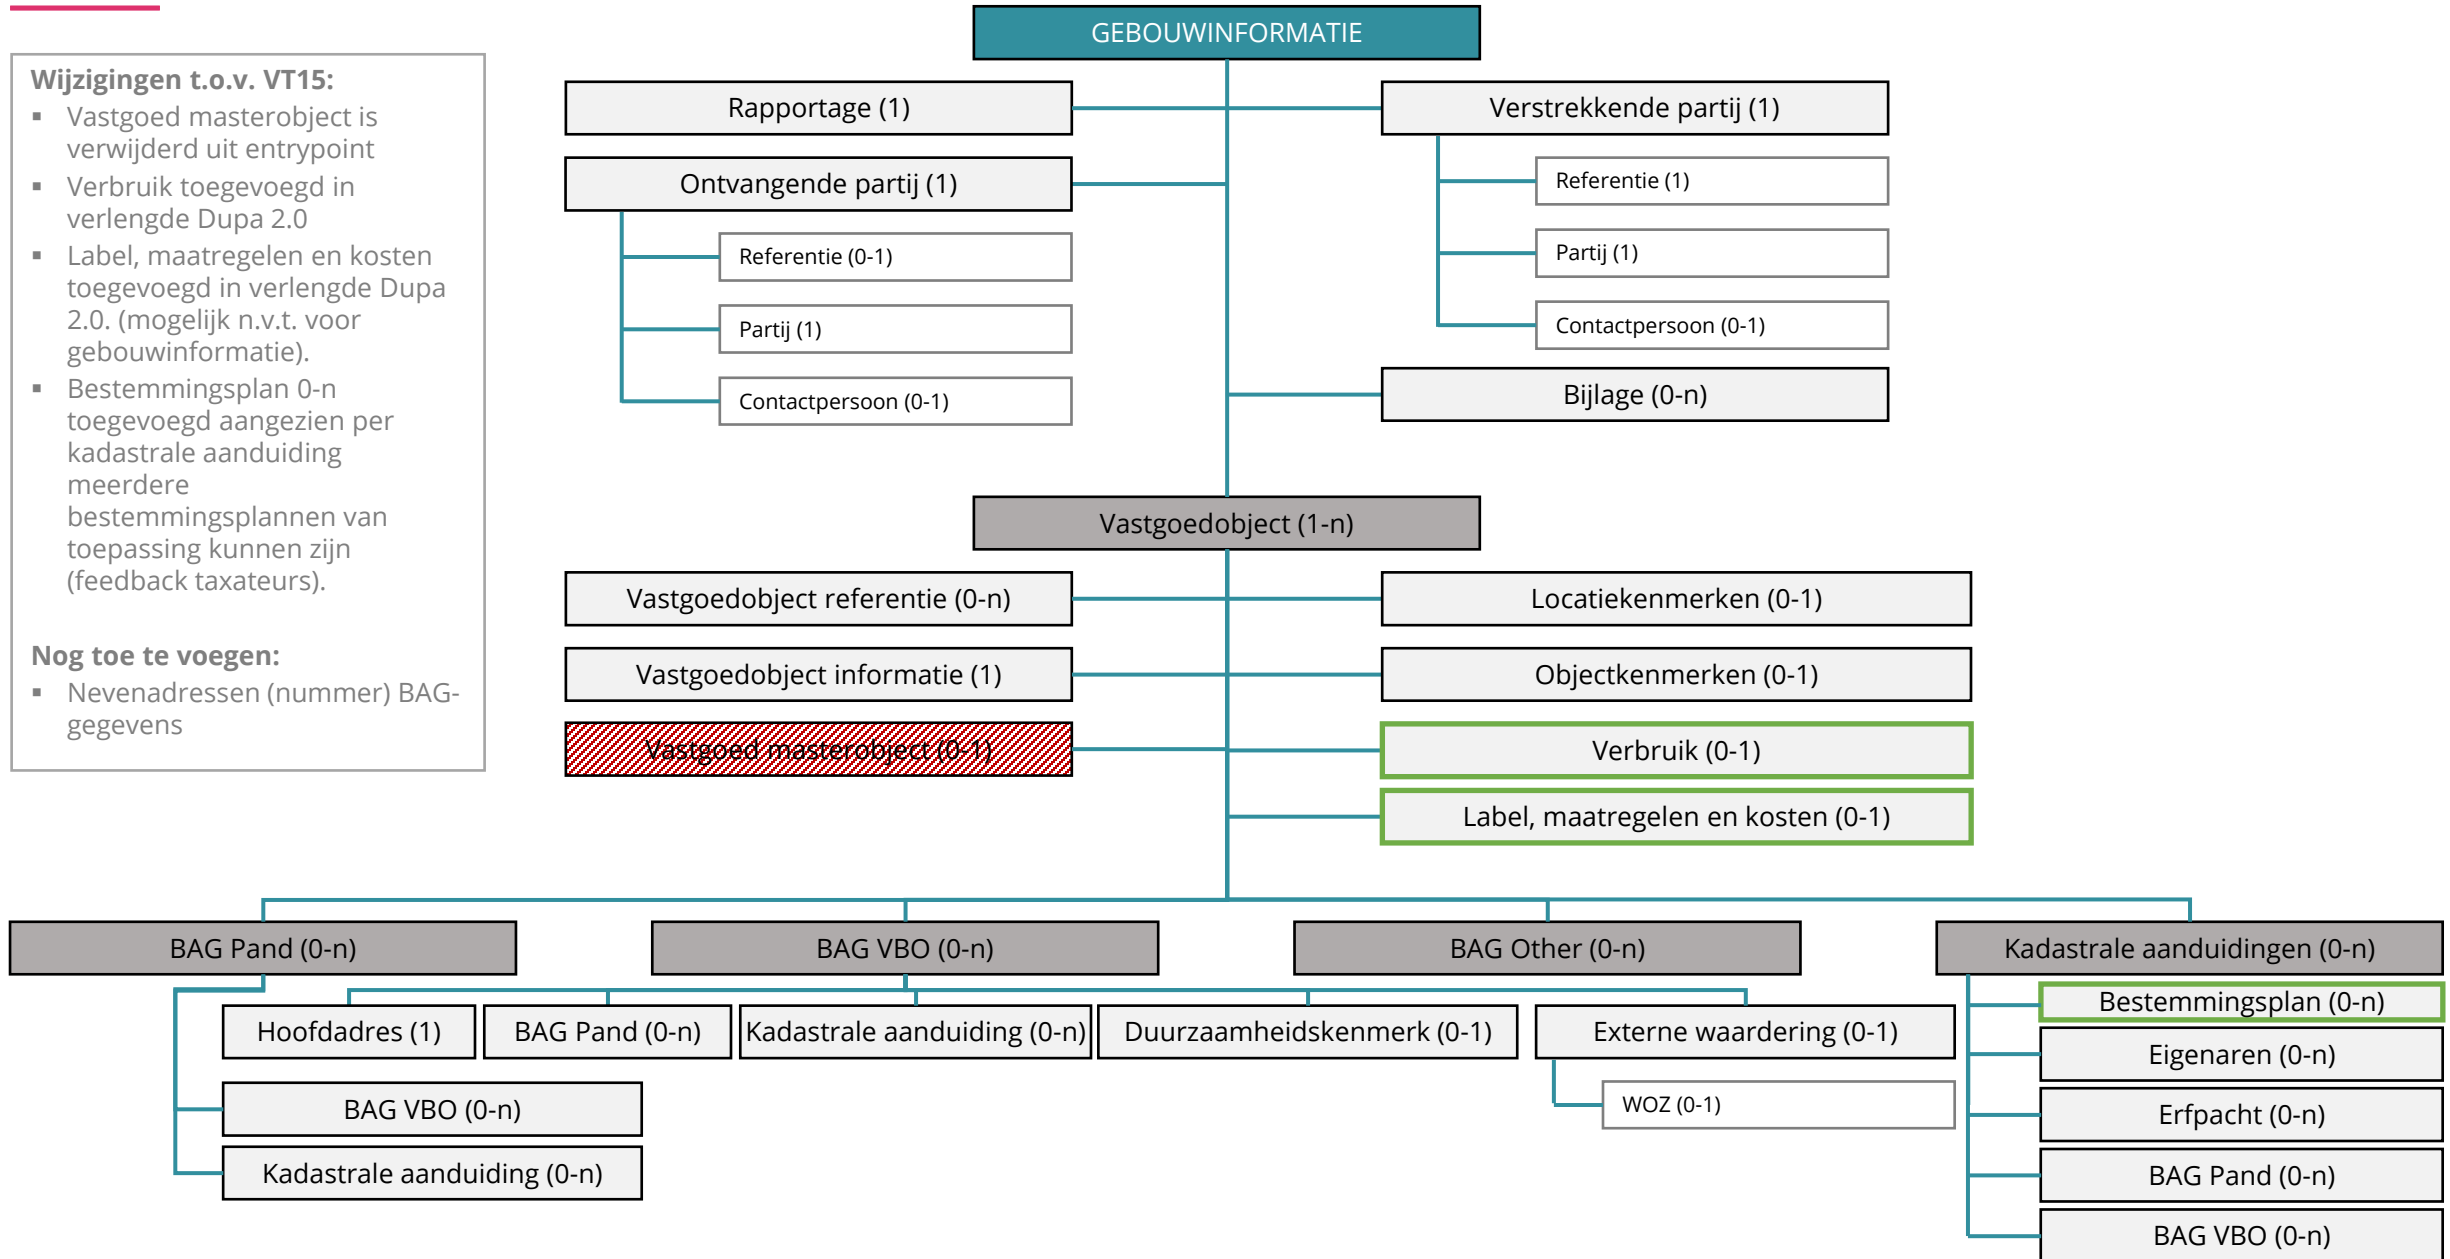 GEBOUWINFORMATIE
Wijzigingen t.o.v. VT15:
▪ Vastgoed masterobject is
verwijderd uit entrypoint
▪ Verbruik toegevoegd in
verlengde Dupa 2.0
▪ Label, maatregelen en kosten
toegevoegd in verlengde Dupa
2.0. (mogelijk n.v.t. voor
gebouwinformatie).
▪ Bestemmingsplan 0-n
toegevoegd aangezien per
kadastrale aanduiding
meerdere
bestemmingsplannen van
toepassing kunnen zijn
(feedback taxateurs).
Nog toe te voegen:
▪ Nevenadressen (nummer) BAG-
gegevens
Rapportage (1)
Verstrekkende partij (1)
Ontvangende partij (1)
Referentie (1)
Partij (1)
Contactpersoon (0-1)
Referentie (0-1)
Partij (1)
Contactpersoon (0-1)
Bijlage (0-n)
Vastgoedobject (1-n)
Vastgoedobject referentie (0-n)
Locatiekenmerken (0-1)
Vastgoedobject informatie (1)
Objectkenmerken (0-1)
Vastgoed masterobject (0-1)
Verbruik (0-1)
Label, maatregelen en kosten (0-1)
BAG Pand (0-n)
BAG VBO (0-n)
BAG Other (0-n)
Kadastrale aanduidingen (0-n)
Hoofdadres (1)
BAG Pand (0-n)
Kadastrale aanduiding (0-n)
Duurzaamheidskenmerk (0-1)
Externe waardering (0-1)
WOZ (0-1)
BAG VBO (0-n)
Kadastrale aanduiding (0-n)
Bestemmingsplan (0-n)
Eigenaren (0-n)
Erfpacht (0-n)
BAG Pand (0-n)
BAG VBO (0-n)